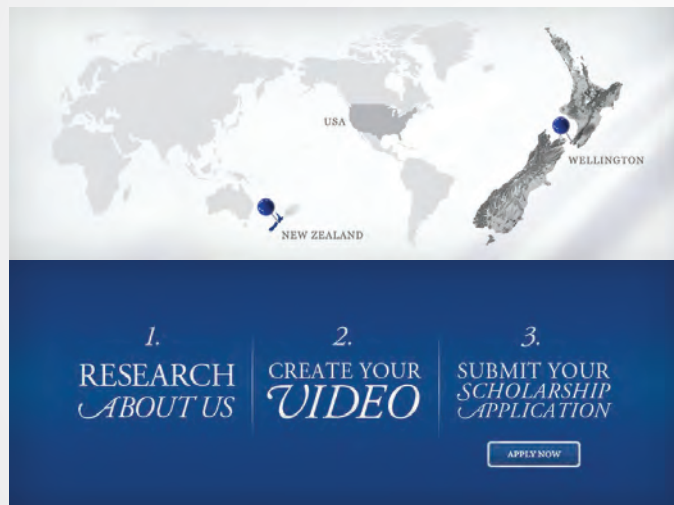 USA
WELLINGTON
NEW ZEALAND
1.
RESEARCH
ABOUT US
2.
CREATE YOUR
VIDEO
3.
SUBMIT YOUR
SCHOLARSHIP
APPLICATION
APPLY NOW